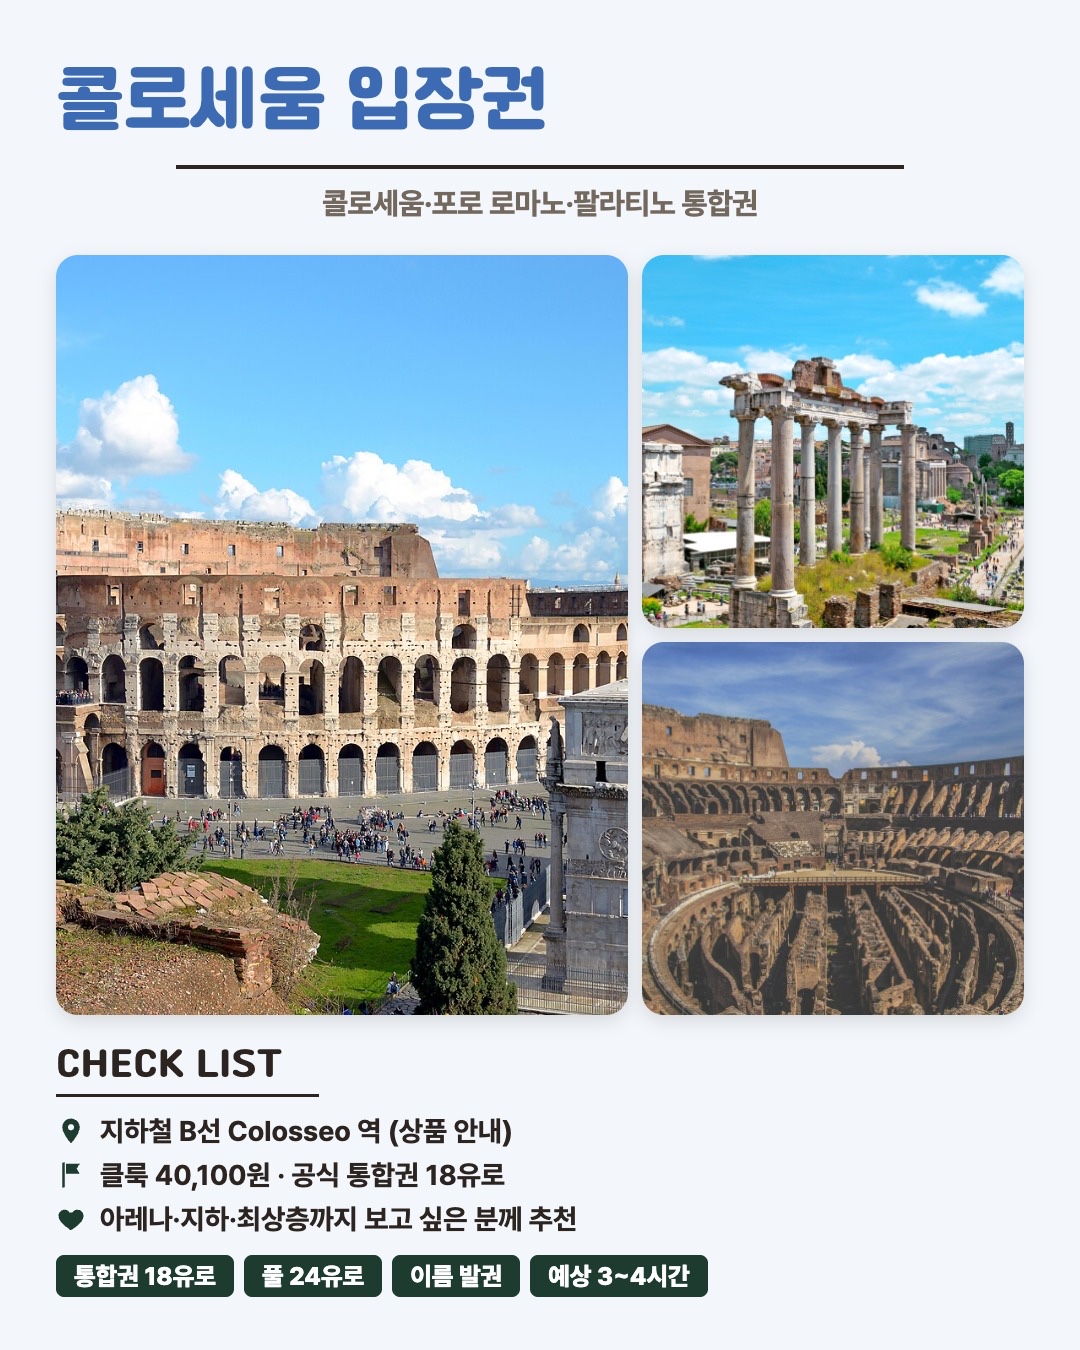 콜로세움 입장권
콜로세움·포로 로마노·팔라티노 통합권
CHECK LIST
지하철 B선 Colosseo 역 (상품 안내)
클룩 40,100원 · 공식 통합권 18유로
아레나·지하·최상층까지 보고 싶은 분께 추천
통합권 18유로 풀 24유로 이름 발권 예상 3~4시간